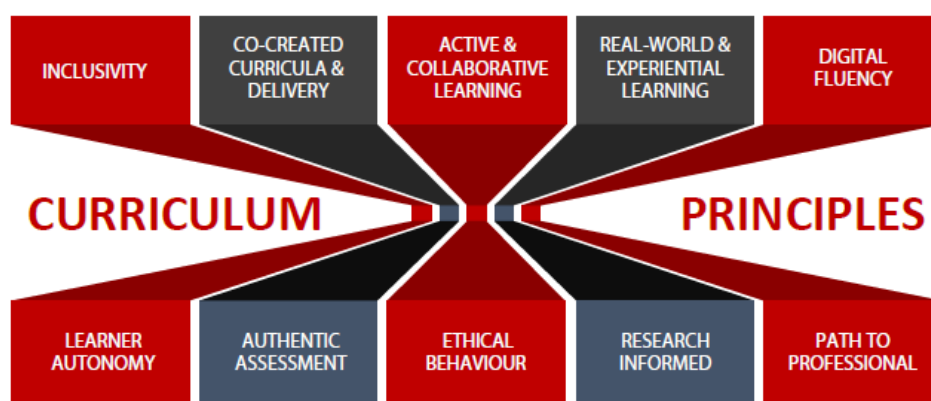 INCLUSIVITY
CO-CREATED
CURRICULA &
DELIVERY
ACTIVE &
COLLABORATIVE
LEARNING
REAL-WORLD &
EXPERIENTIAL
LEARNING
DIGITAL
FLUENCY
CURRICULUM
PRINCIPLES
LEARNER
AUTONOMY
AUTHENTIC
ASSESSMENT
ETHICAL
BEHAVIOUR
RESEARCH
INFORMED
PATH TO
PROFESSIONAL